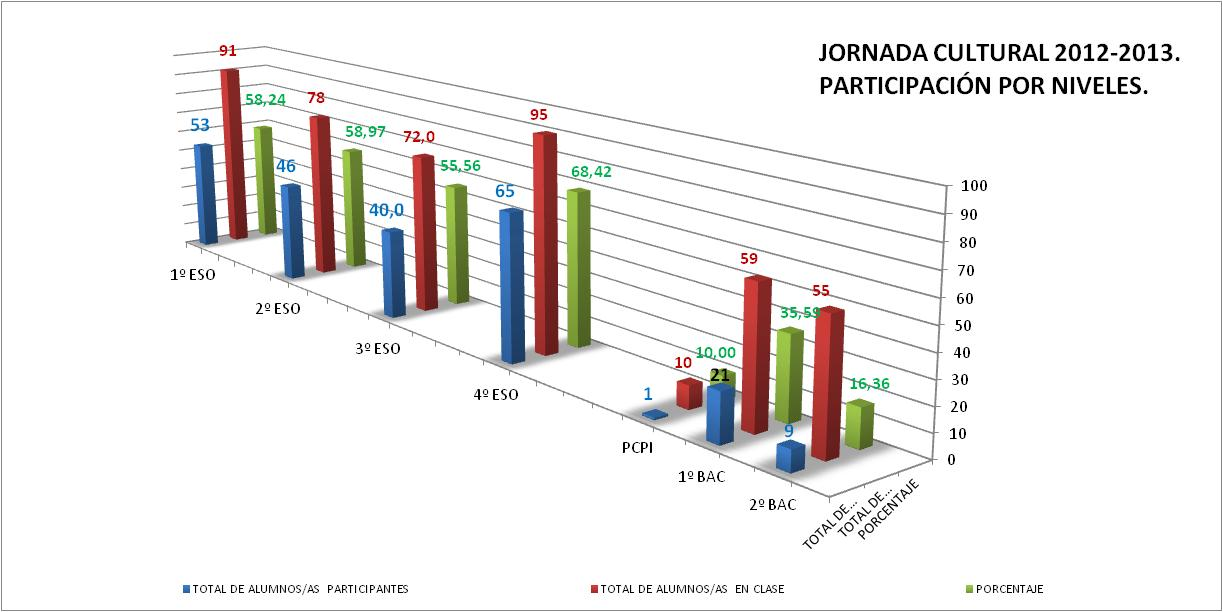 JORNADA CULTURAL 2012-2013.
PARTICIPACIÓN POR NIVELES.
91
58,24
53
78
58,97
46
72,0
55,56
40,0
95
68,42
65
59
35,59
55
10
10,00
21
1
16,36
9
100
90
80
70
60
50
40
30
20
10
0
1º ESO
2º ESO
3º ESO
4º ESO
PCPI
1º BAC
2º BAC
TOTAL DE...
TOTAL DE...
PORCENTAJE
TOTAL DE ALUMNOS/AS PARTICIPANTES
TOTAL DE ALUMNOS/AS EN CLASE
PORCENTAJE